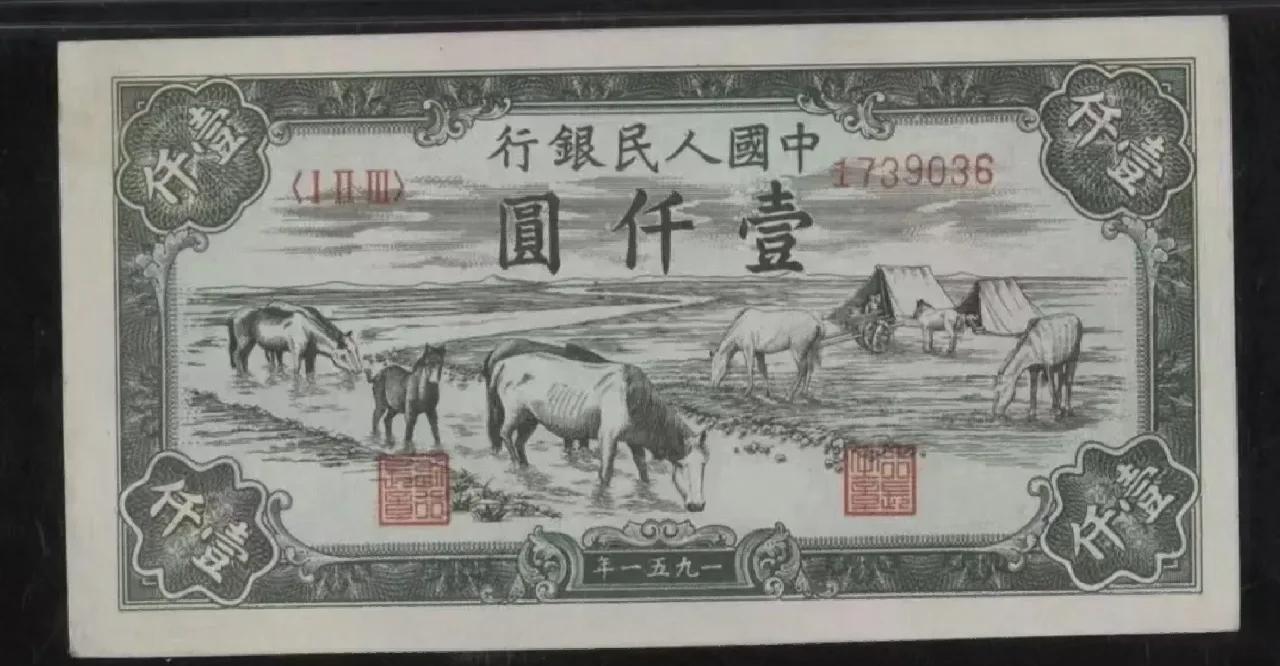 壹仟
壹仟
中國人民銀行
〈I II III〉
1739036
壹仟圓
壹仟
壹仟
一九五一年